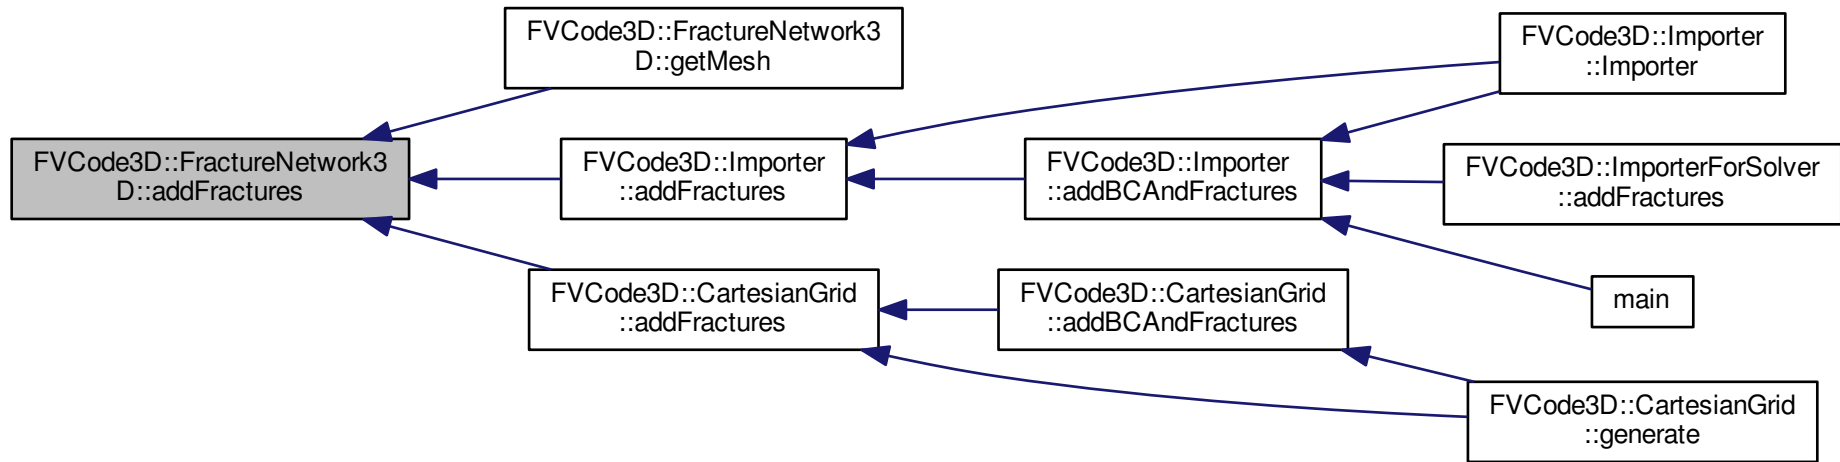 FVCode3D::FractureNetwork3
D::addFractures
FVCode3D::FractureNetwork3
D::getMesh
FVCode3D::Importer
::addFractures
FVCode3D::CartesianGrid
::addFractures
FVCode3D::Importer
::addBCAndFractures
FVCode3D::CartesianGrid
::addBCAndFractures
FVCode3D::Importer
::Importer
FVCode3D::ImporterForSolver
::addFractures
main
FVCode3D::CartesianGrid
::generate